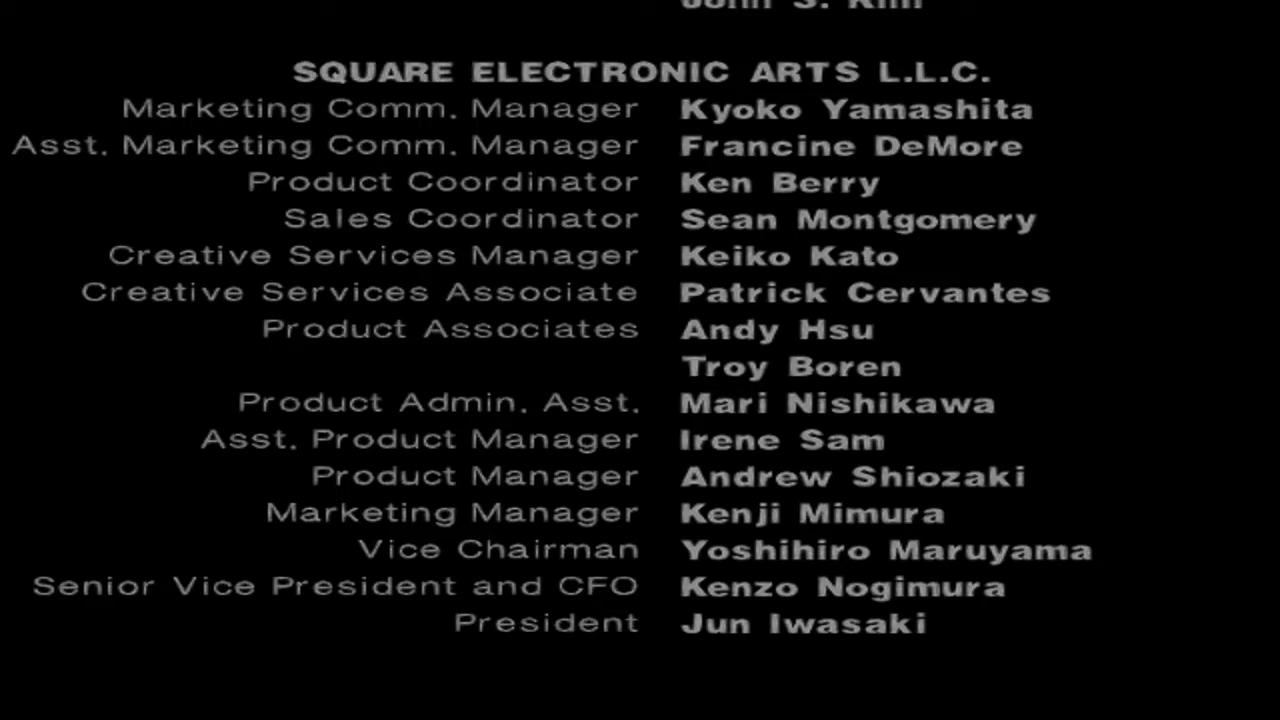 John S. Kim
SQUARE ELECTRONIC ARTS L.L.C.
Marketing Comm. Manager Kyoko Yamashita
Asst. Marketing Comm. Manager Francine DeMore
Product Coordinator Ken Berry
Sales Coordinator Sean Montgomery
Creative Services Manager Keiko Kato
Creative Services Associate Patrick Cervantes
Product Associates Andy Hsu
Troy Boren
Product Admin. Asst. Mari Nishikawa
Asst. Product Manager Irene Sam
Product Manager Andrew Shiozaki
Marketing Manager Kenji Mimura
Vice Chairman Yoshihiro Maruyama
Senior Vice President and CFO Kenzo Nogimura
President Jun Iwasaki